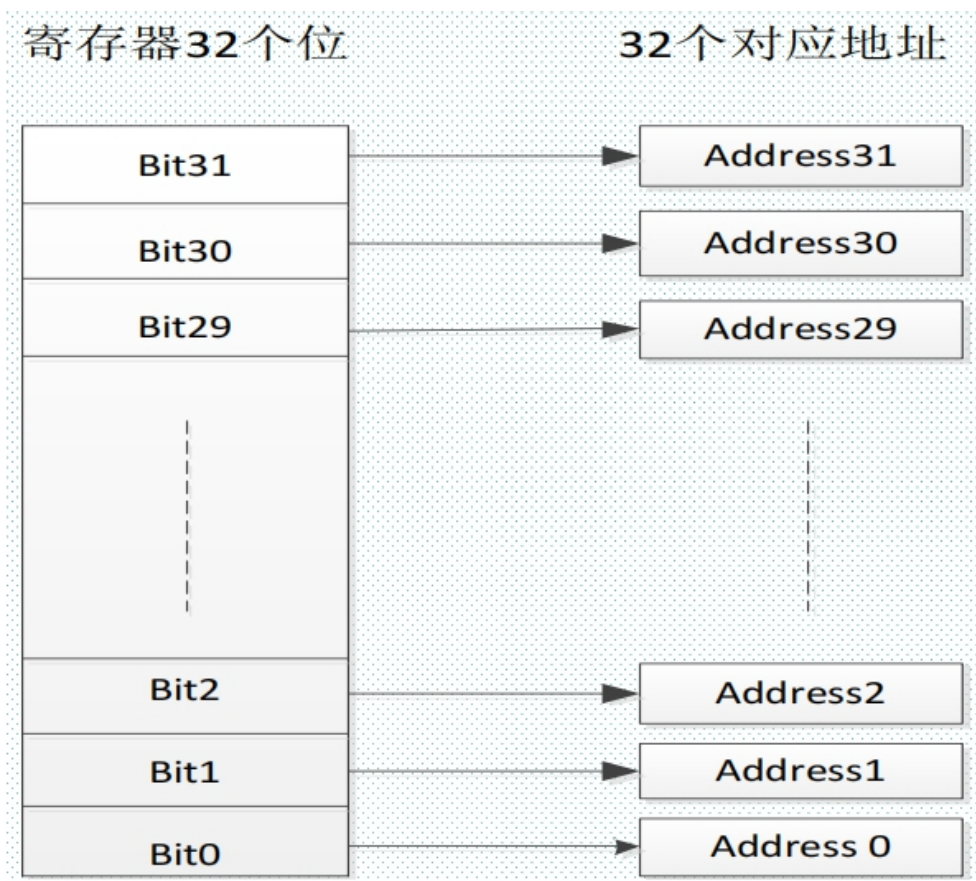 寄存器32个位
32个对应地址
Bit31
Address31
Bit30
Address30
Bit29
Address29
Bit2
Address2
Bit1
Address1
Bit0
Address 0